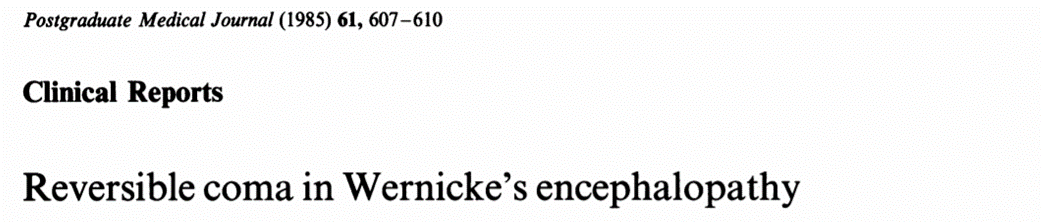 Postgraduate Medical Journal (1985) 61, 607–610
Clinical Reports
Reversible coma in Wernicke's encephalopathy